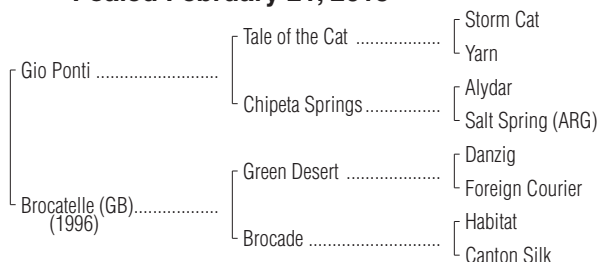 Foaled February 21,
Storm Cat
Tale of the Cat ..................
Yarn
Gio Ponti ..........................
Alydar
Chipeta Springs................
Salt Spring (ARG)
Danzig
Green Desert ....................
Foreign Courier
Brocatelle (GB)..................
(1996)
Habitat
Brocade ............................
Canton Silk